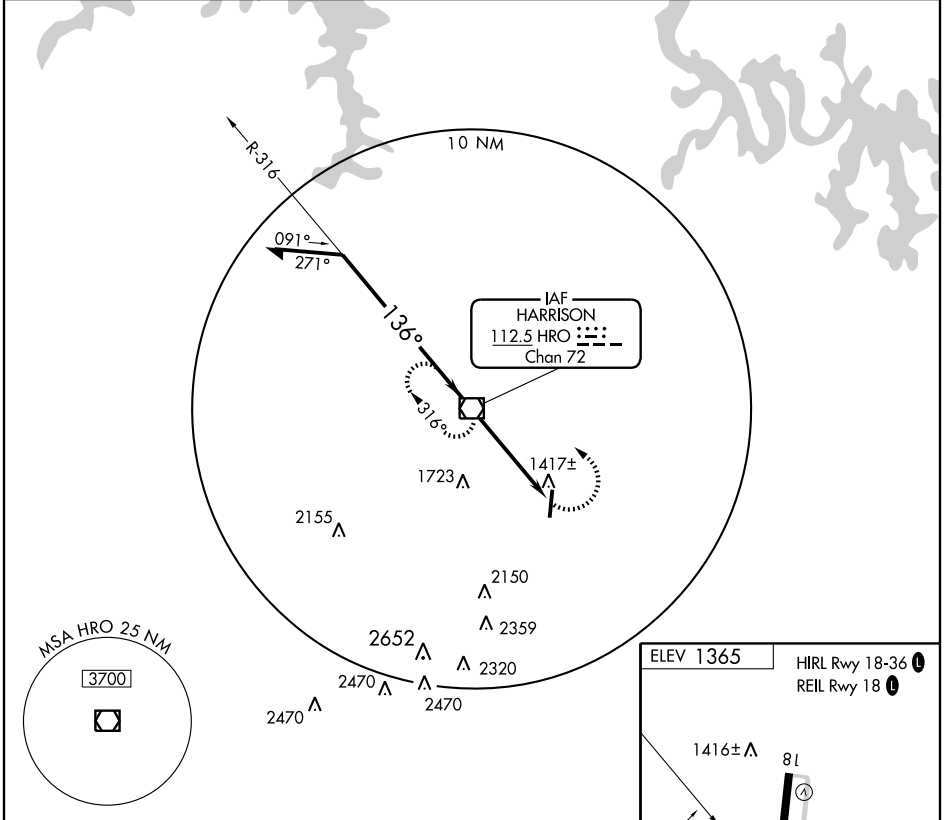 10 NM
R-316
091°
271°
136°
IAF
HARRISON
112.5 HRO
Chan 72
316°
1417±
1723
2155
2150
2359
2652
2320
2470
2470
2470
MSA HRO 25 NM
3700
ELEV 1365
HIRL Rwy 18-36 L
REIL Rwy 18 L
1416±
18
V